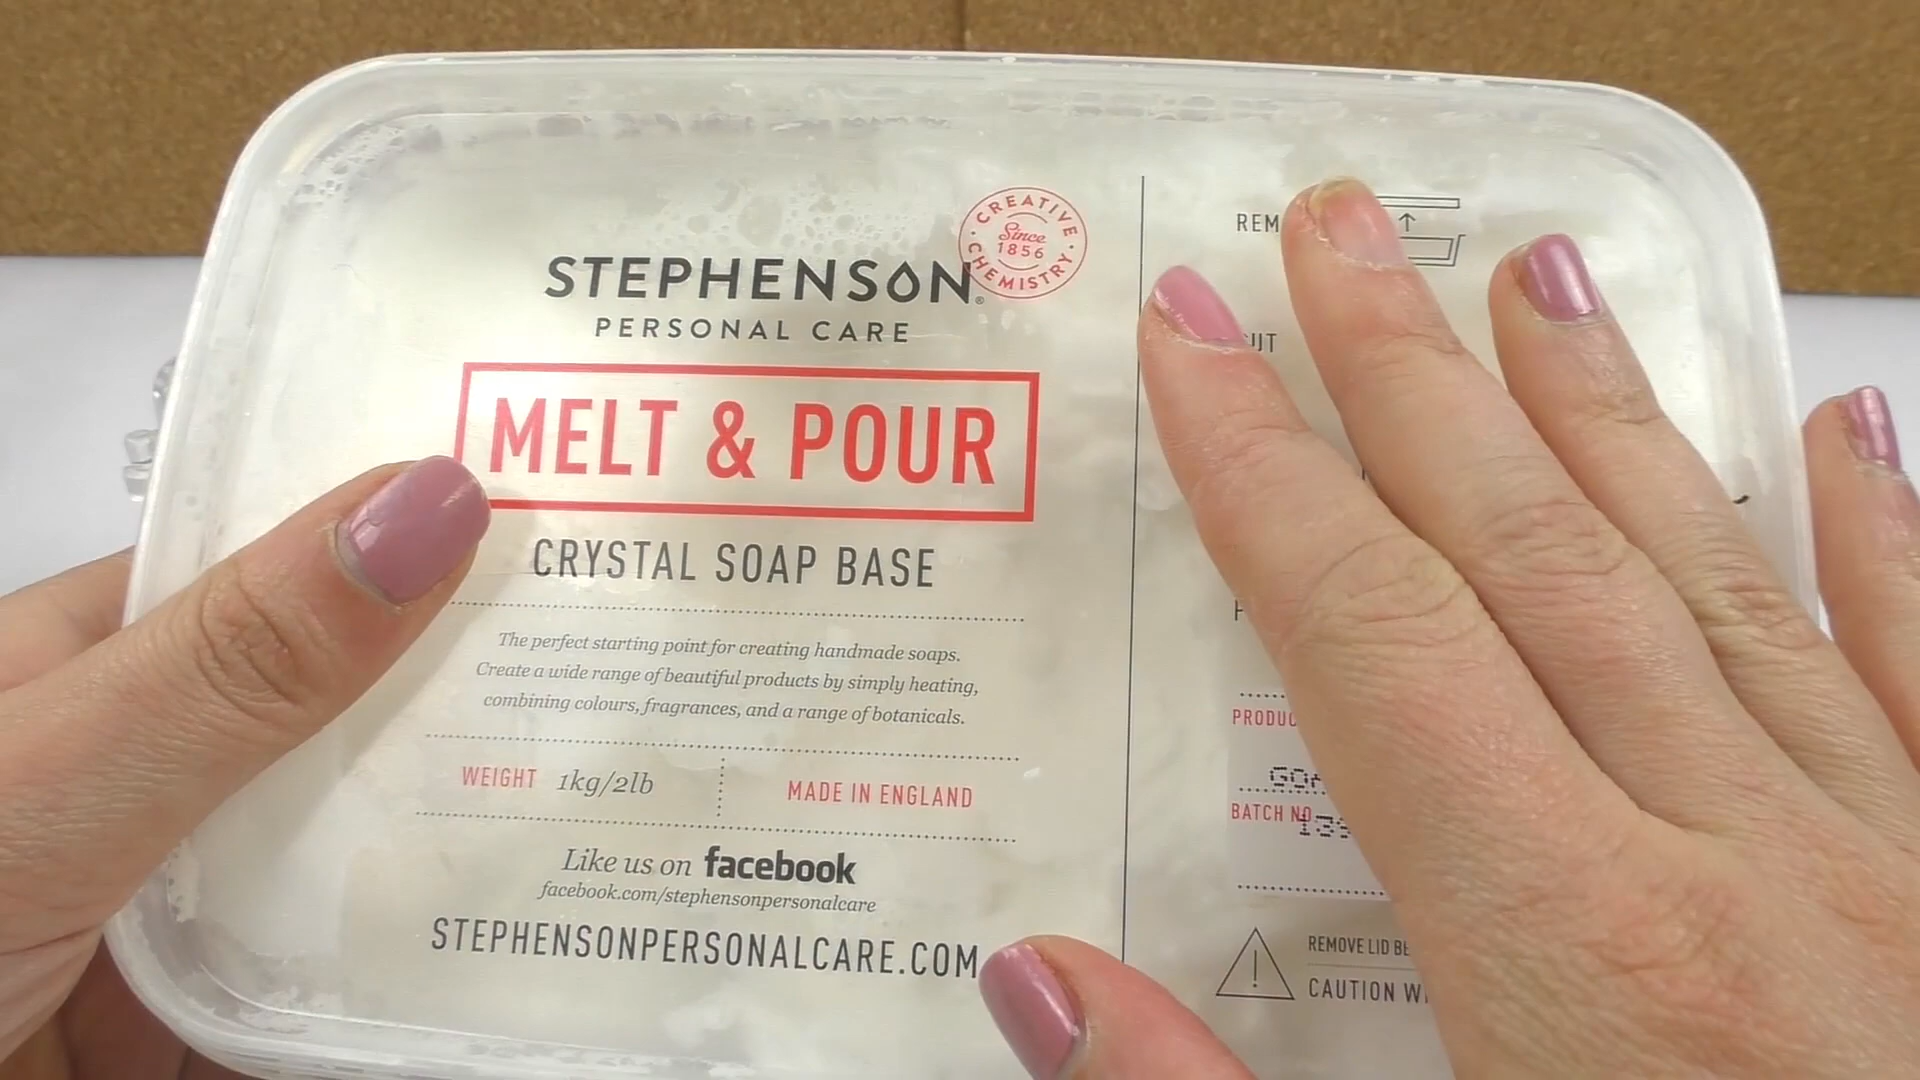 CREATIVE
Since
1856
CHEMISTRY
STEPHENSON®
PERSONAL CARE
MELT & POUR
CRYSTAL SOAP BASE
The perfect starting point for creating handmade soaps.
Create a wide range of beautiful products by simply heating,
combining colours, fragrances, and a range of botanicals.
WEIGHT 1kg/2lb
MADE IN ENGLAND
Like us on facebook
facebook.com/stephensonpersonalcare
STEPHENSONPERSONALCARE.COM
BATCH NO
REMOVE LID
CAUTION